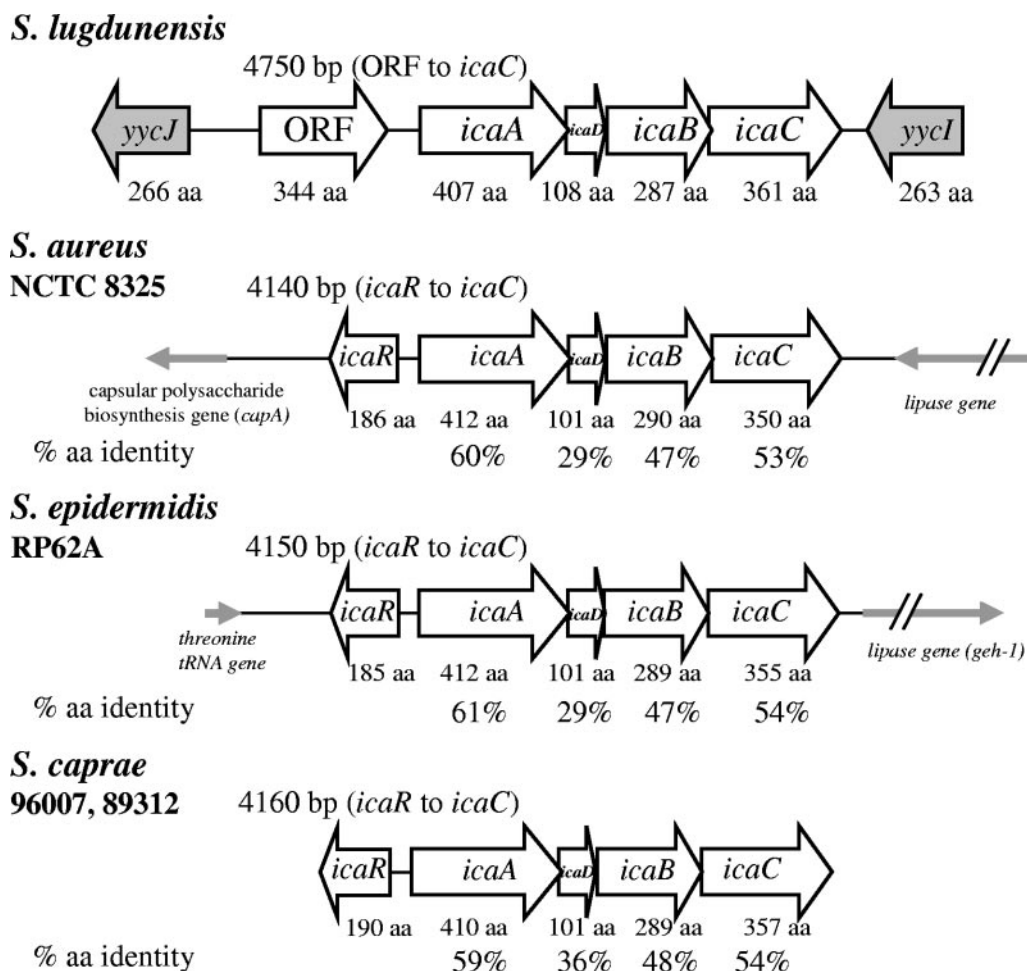 S. lugdunensis
4750 bp (ORF to icaC)
yycJ ORF icaA icaD icaB icaC yycI
266 aa 344 aa 407 aa 108 aa 287 aa 361 aa 263 aa
S. aureus
NCTC 8325 4140 bp (icaR to icaC)
icaR icaA icaD icaB icaC
capsular polysaccharide
biosynthesis gene (capA)
lipase gene
186 aa 412 aa 101 aa 290 aa 350 aa
% aa identity 60% 29% 47% 53%
S. epidermidis
RP62A 4150 bp (icaR to icaC)
icaR icaA icaD icaB icaC
threonine
tRNA gene
lipase gene (geh-1)
185 aa 412 aa 101 aa 289 aa 355 aa
% aa identity 61% 29% 47% 54%
S. caprae
96007, 89312 4160 bp (icaR to icaC)
icaR icaA icaD icaB icaC
190 aa 410 aa 101 aa 289 aa 357 aa
% aa identity 59% 36% 48% 54%